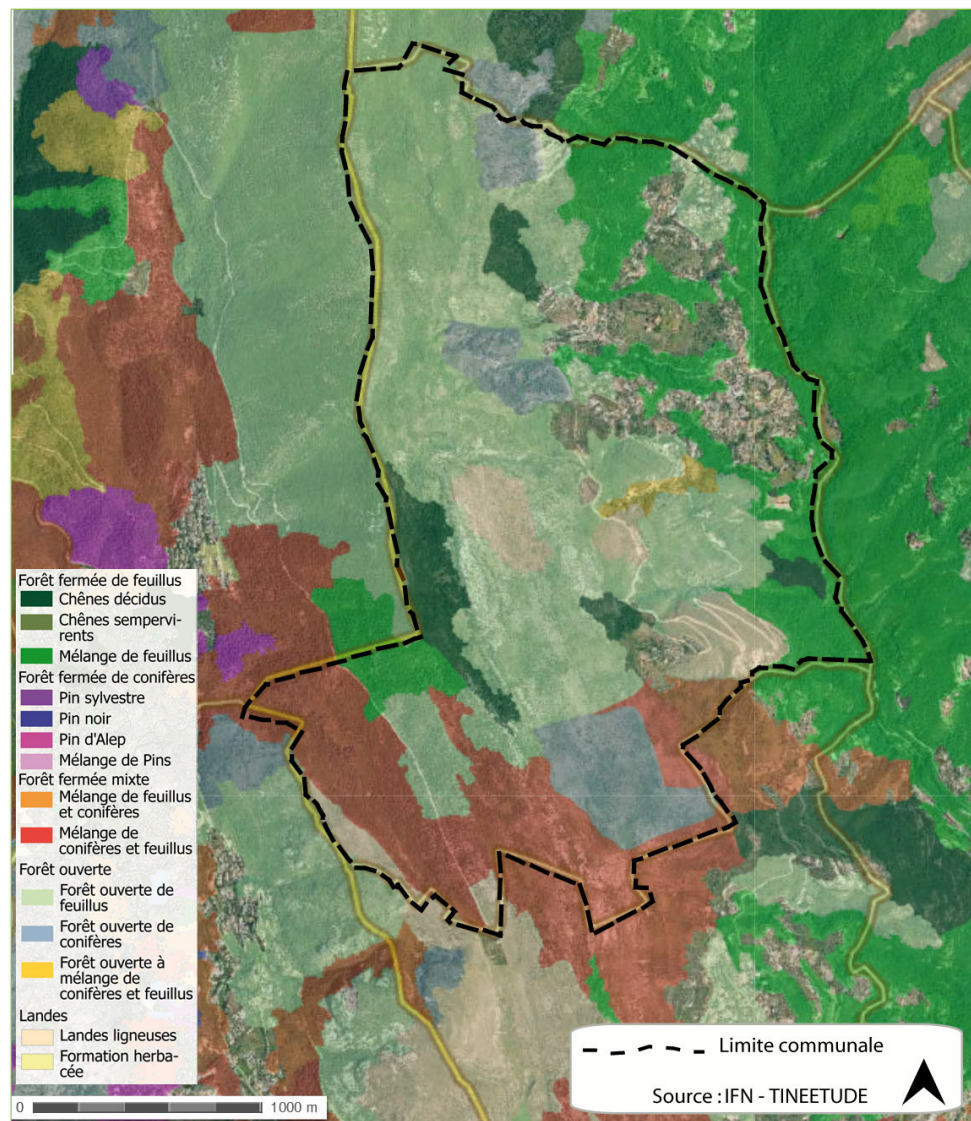 Forêt fermée de feuillus
Chênes décidus
Chênes sempervi-
rents
Mélange de feuillus
Forêt fermée de conifères
Pin sylvestre
Pin noir
Pin d'Alep
Mélange de Pins
Forêt fermée mixte
Mélange de feuillus
et conifères
Mélange de
conifères et feuillus
Forêt ouverte
Forêt ouverte de
feuillus
Forêt ouverte de
conifères
Forêt ouverte à
mélange de
conifères et feuillus
Landes
Landes ligneuses
Formation herba-
cée
0 1000 m
Limite communale
Source : IFN - TINEETUDE